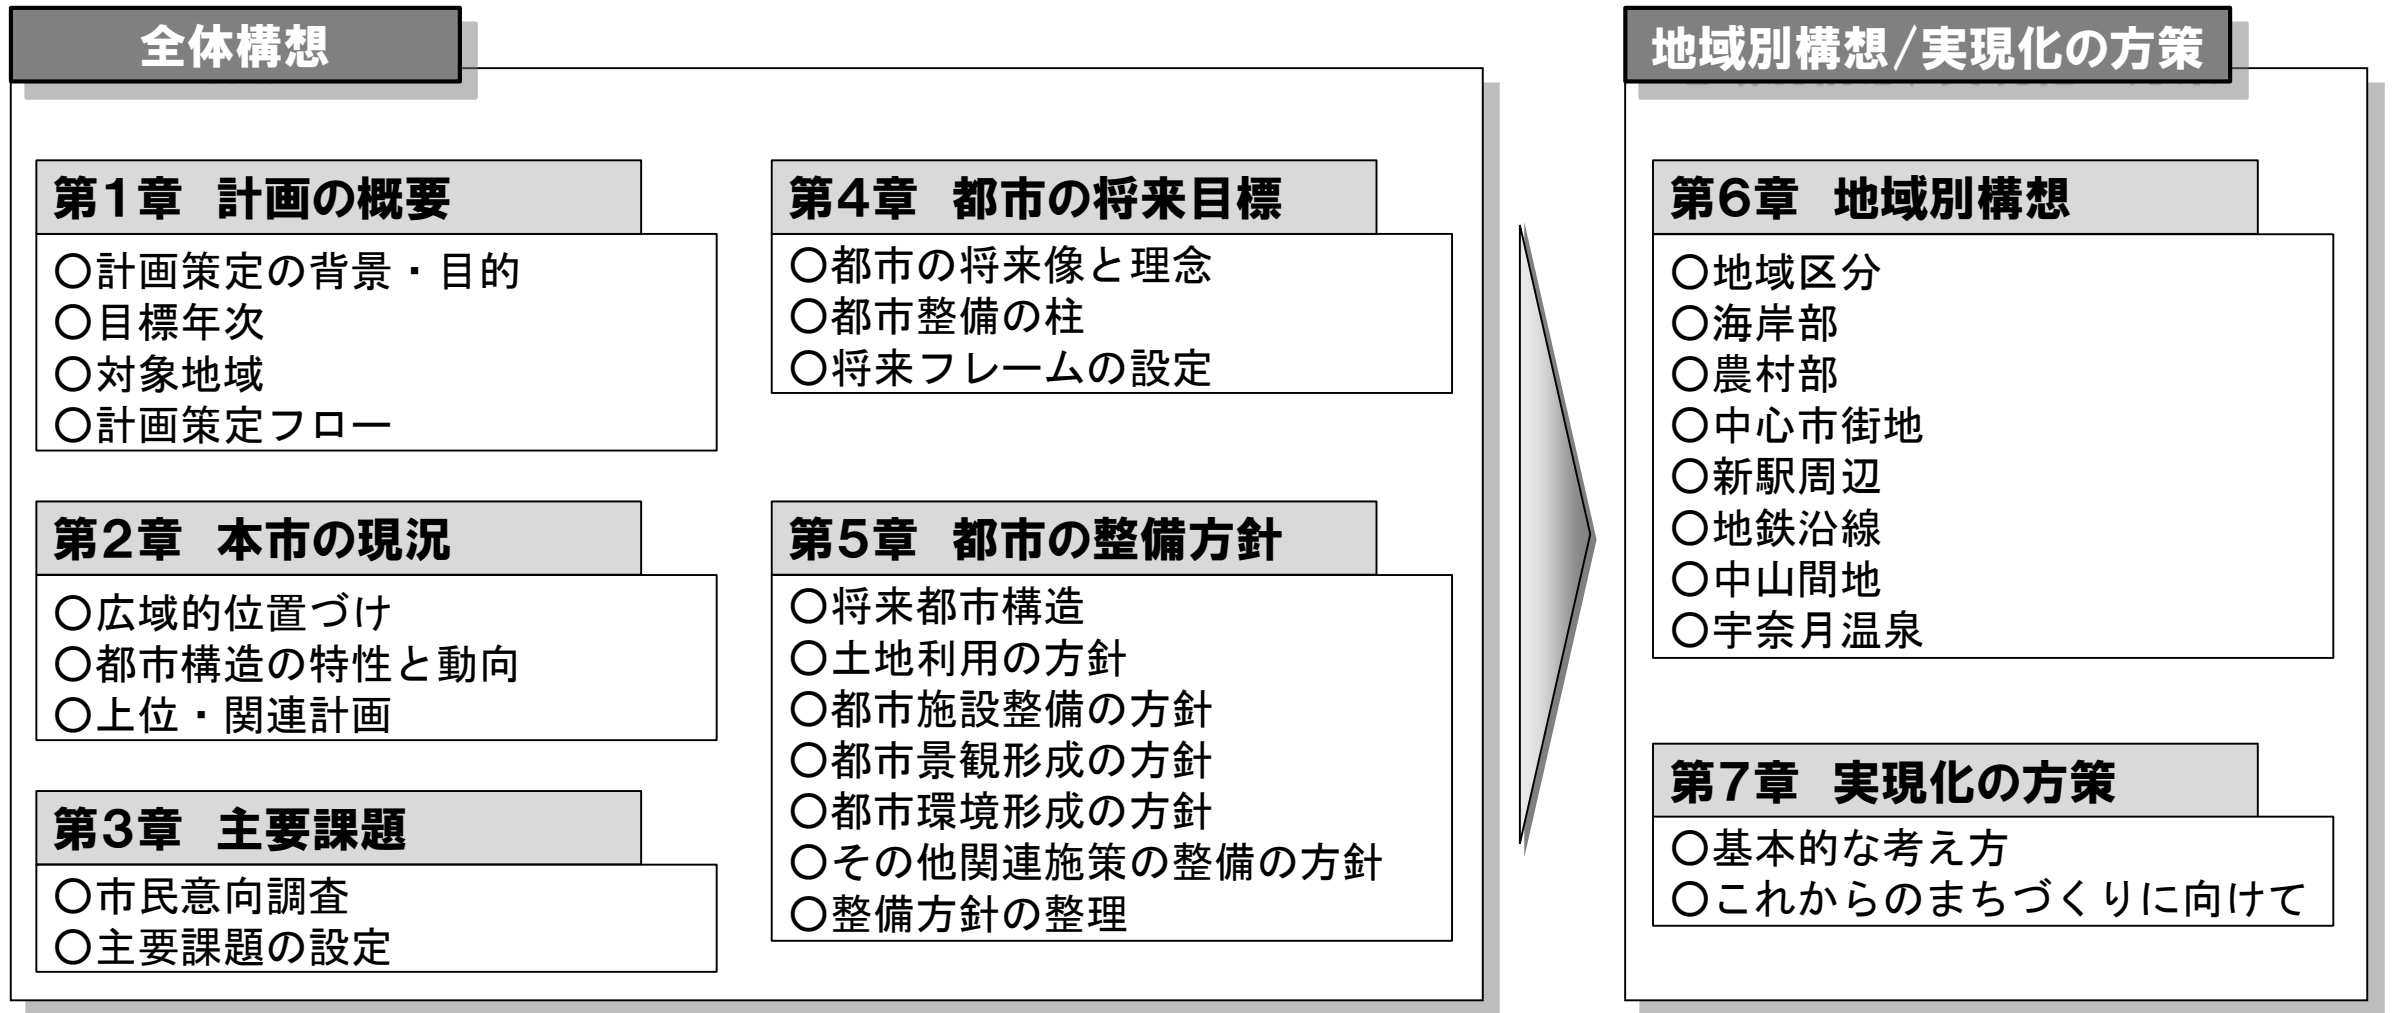 全体構想
第1章 計画の概要
○計画策定の背景・目的
○目標年次
○対象地域
○計画策定フロー
第2章 本市の現況
○広域的位置づけ
○都市構造の特性と動向
○上位・関連計画
第3章 主要課題
○市民意向調査
○主要課題の設定
第4章 都市の将来目標
○都市の将来像と理念
○都市整備の柱
○将来フレームの設定
第5章 都市の整備方針
○将来都市構造
○土地利用の方針
○都市施設整備の方針
○都市景観形成の方針
○都市環境形成の方針
○その他関連施策の整備の方針
○整備方針の整理
地域別構想/実現化の方策
第6章 地域別構想
○地域区分
○海岸部
○農村部
○中心市街地
○新駅周辺
○地鉄沿線
○中山間地
○宇奈月温泉
第7章 実現化の方策
○基本的な考え方
○これからのまちづくりに向けて